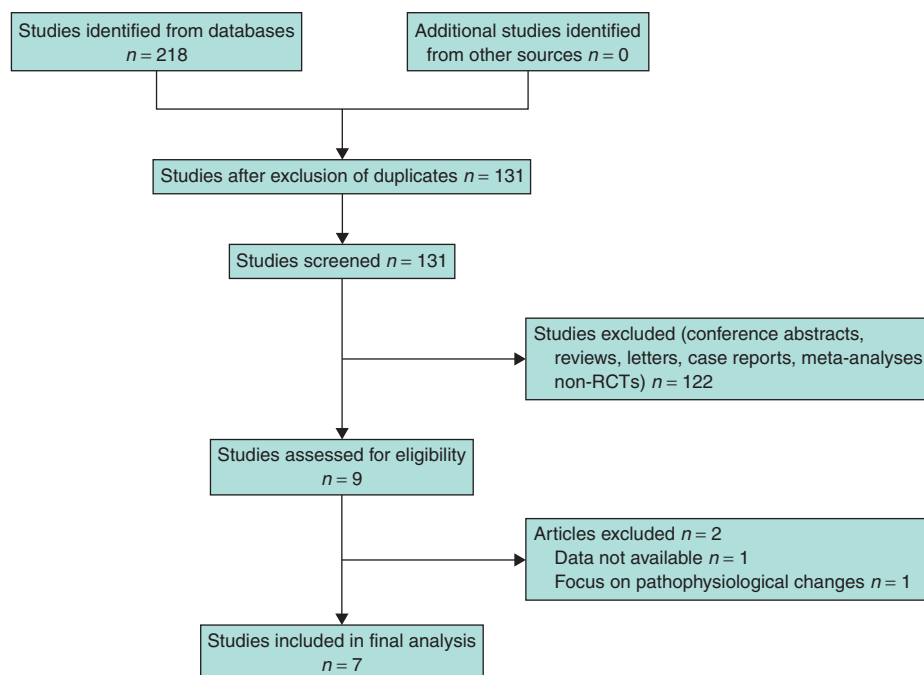 Studies identified from databases
n = 218
Additional studies identified
from other sources n = 0
Studies after exclusion of duplicates n = 131
Studies screened n = 131
Studies excluded (conference abstracts,
reviews, letters, case reports, meta-analyses
non-RCTs) n = 122
Studies assessed for eligibility
n = 9
Articles excluded n = 2
Data not available n = 1
Focus on pathophysiological changes n = 1
Studies included in final analysis
n = 7